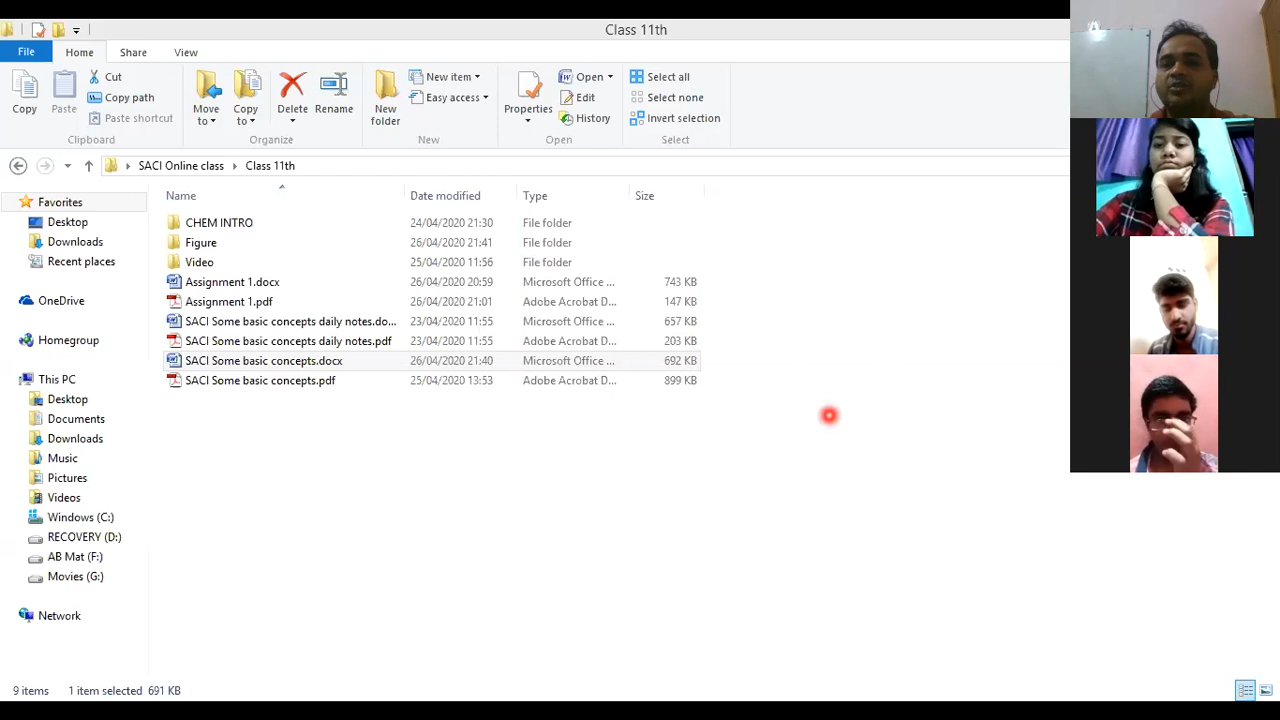 Class 11th
File Home Share View
Copy Paste Cut Copy path Paste shortcut Clipboard
Move to Copy to Delete Rename Organize
New folder New item Easy access New
Properties Open Edit History Open
Select all Select none Invert selection Select
SACI Online class Class 11th
Name Date modified Type Size
CHEM INTRO 24/04/2020 21:30 File folder
Figure 26/04/2020 21:41 File folder
Video 25/04/2020 11:56 File folder
Assignment 1.docx 26/04/2020 20:59 Microsoft Office ... 743 KB
Assignment 1.pdf 26/04/2020 21:01 Adobe Acrobat D... 147 KB
SACI Some basic concepts daily notes.do... 23/04/2020 11:55 Microsoft Office ... 657 KB
SACI Some basic concepts daily notes.pdf 23/04/2020 11:55 Adobe Acrobat D... 203 KB
SACI Some basic concepts.docx 26/04/2020 21:40 Microsoft Office ... 692 KB
SACI Some basic concepts.pdf 25/04/2020 13:53 Adobe Acrobat D... 899 KB
Favorites
Desktop
Downloads
Recent places
OneDrive
Homegroup
This PC
Desktop
Documents
Downloads
Music
Pictures
Videos
Windows (C:)
RECOVERY (D:)
AB Mat (F:)
Movies (G:)
Network
9 items 1 item selected 691 KB